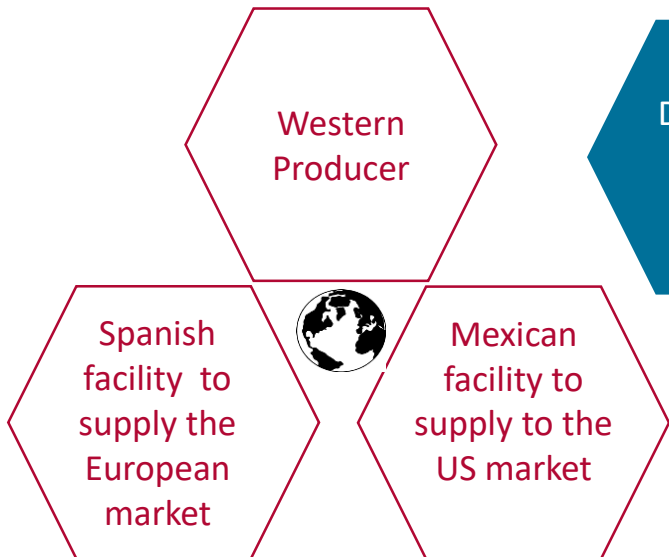 Western
Producer
D
Spanish
facility to
supply the
European
market
Mexican
facility to
supply to the
US market